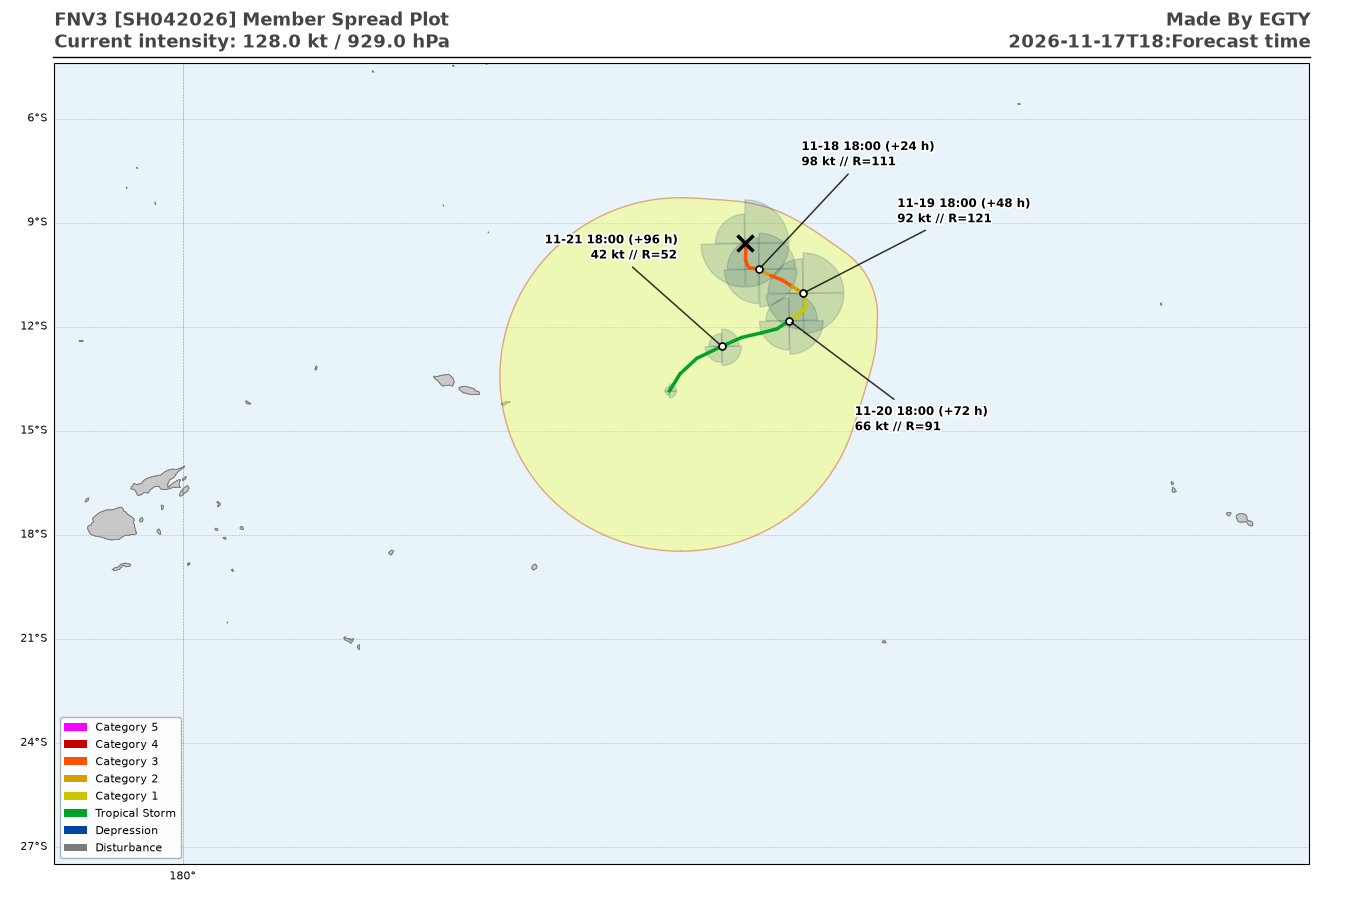 FNV3 [SH042026] Member Spread Plot
Current intensity: 128.0 kt / 929.0 hPa
Made By EGTY
2026-11-17T18:Forecast time
6°S
9°S
12°S
15°S
18°S
21°S
24°S
27°S
180°
11-18 18:00 (+24 h)
98 kt // R=111
11-19 18:00 (+48 h)
92 kt // R=121
11-21 18:00 (+96 h)
42 kt // R=52
11-20 18:00 (+72 h)
66 kt // R=91
Category 5
Category 4
Category 3
Category 2
Category 1
Tropical Storm
Depression
Disturbance